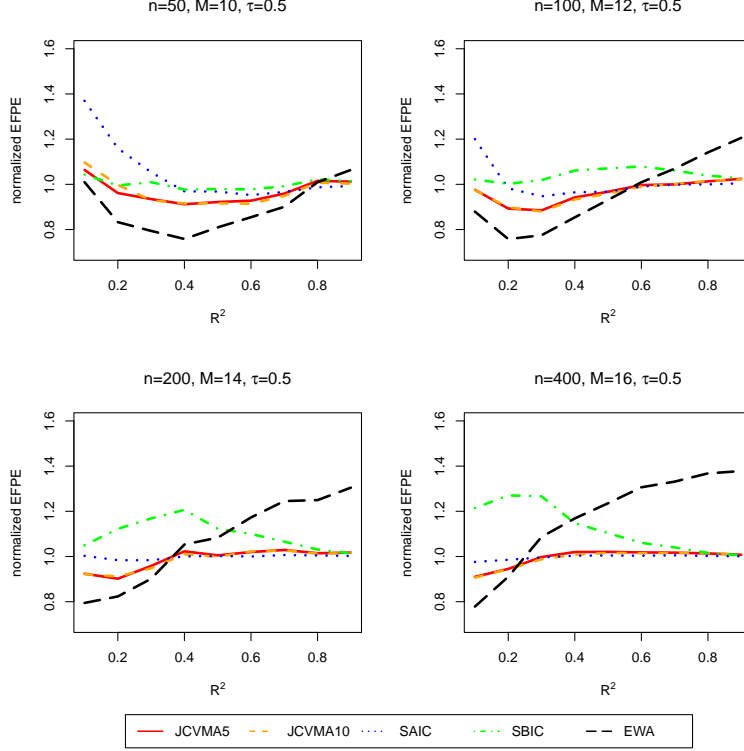 n=50, M=10, τ=0.5
normalized EFPE
0.8 1.0 1.2 1.4 1.6
0.2 0.4 0.6 0.8
R²
n=100, M=12, τ=0.5
normalized EFPE
0.8 1.0 1.2 1.4 1.6
0.2 0.4 0.6 0.8
R²
n=200, M=14, τ=0.5
normalized EFPE
0.8 1.0 1.2 1.4 1.6
0.2 0.4 0.6 0.8
R²
n=400, M=16, τ=0.5
normalized EFPE
0.8 1.0 1.2 1.4 1.6
0.2 0.4 0.6 0.8
R²
JCVMA5 JCVMA10 SAIC SBIC EWA